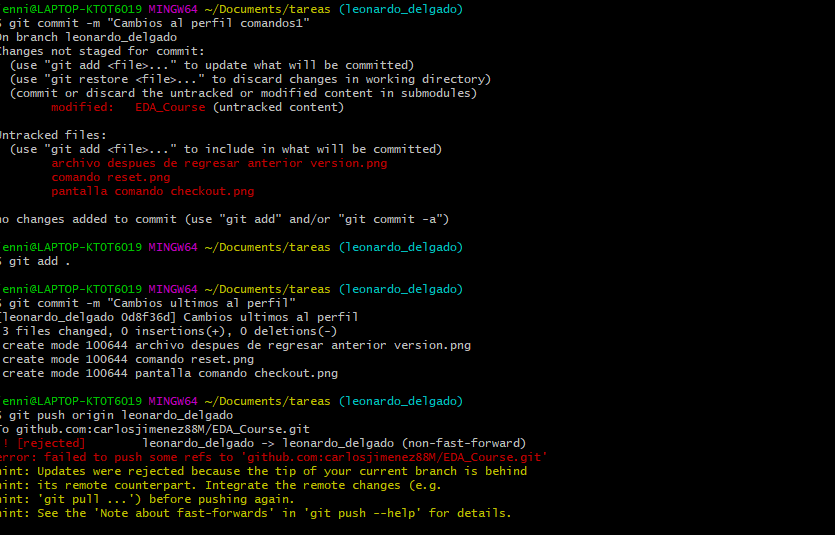 enni@LAPTOP-KTOT6O19 MINGW64 ~/Documents/tareas (leonardo_delgado)
$ git commit -m "Cambios al perfil comandos1"
On branch leonardo_delgado
Changes not staged for commit:
  (use "git add <file>..." to update what will be committed)
  (use "git restore <file>..." to discard changes in working directory)
  (commit or discard the untracked or modified content in submodules)
        modified:   EDA_Course (untracked content)

Untracked files:
  (use "git add <file>..." to include in what will be committed)
        archivo despues de regresar anterior version.png
        comando reset.png
        pantalla comando checkout.png

no changes added to commit (use "git add" and/or "git commit -a")

enni@LAPTOP-KTOT6O19 MINGW64 ~/Documents/tareas (leonardo_delgado)
$ git add .

enni@LAPTOP-KTOT6O19 MINGW64 ~/Documents/tareas (leonardo_delgado)
$ git commit -m "Cambios ultimos al perfil"
[leonardo_delgado 0d8f36d] Cambios ultimos al perfil
 3 files changed, 0 insertions(+), 0 deletions(-)
 create mode 100644 archivo despues de regresar anterior version.png
 create mode 100644 comando reset.png
 create mode 100644 pantalla comando checkout.png

enni@LAPTOP-KTOT6O19 MINGW64 ~/Documents/tareas (leonardo_delgado)
$ git push origin leonardo_delgado
To github.com:carlosjimenez88M/EDA_Course.git
 ! [rejected]        leonardo_delgado -> leonardo_delgado (non-fast-forward)
error: failed to push some refs to 'github.com:carlosjimenez88M/EDA_Course.git'
hint: Updates were rejected because the tip of your current branch is behind
hint: its remote counterpart. Integrate the remote changes (e.g.
hint: 'git pull ...') before pushing again.
hint: See the 'Note about fast-forwards' in 'git push --help' for details.